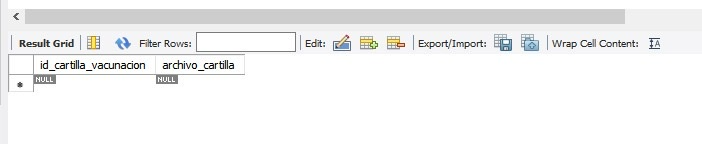 Result Grid Filter Rows: Edit: Export/Import: Wrap Cell Content:
id_cartilla_vacunacion archivo_cartilla
NULL NULL